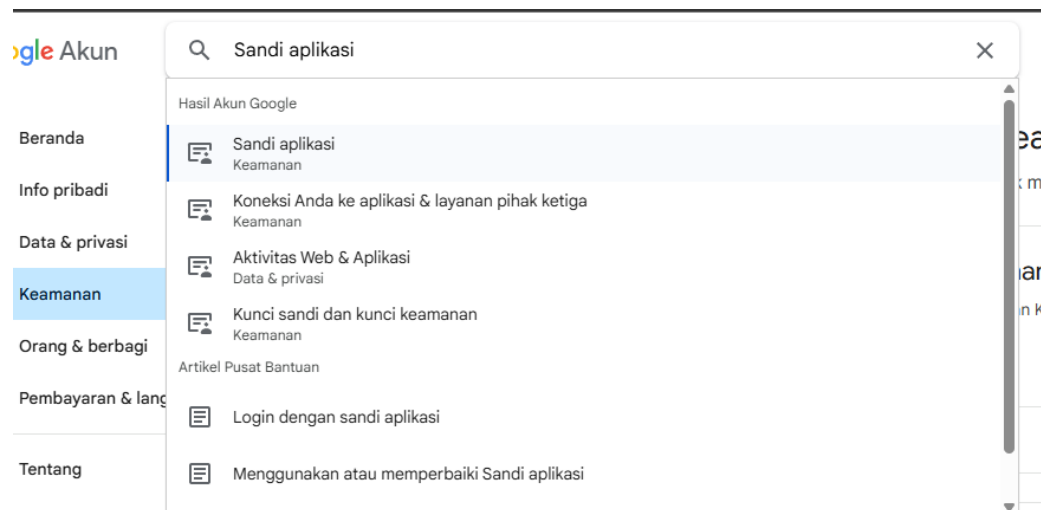 gle Akun
Sandi aplikasi
Hasil Akun Google
Beranda
Sandi aplikasi
Keamanan
Info pribadi
Koneksi Anda ke aplikasi & layanan pihak ketiga
Keamanan
Data & privasi
Aktivitas Web & Aplikasi
Data & privasi
Keamanan
Kunci sandi dan kunci keamanan
Keamanan
Orang & berbagi
Artikel Pusat Bantuan
Pembayaran & lang
Login dengan sandi aplikasi
Tentang
Menggunakan atau memperbaiki Sandi aplikasi